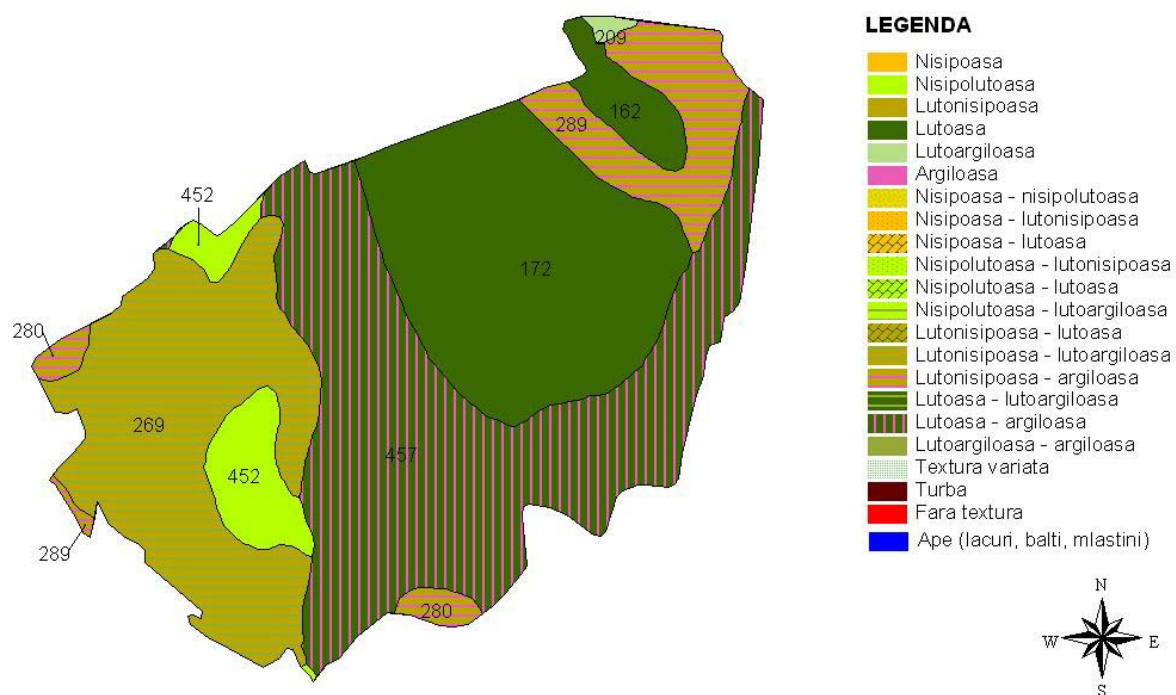 209
162
289
452
172
280
269
457
452
289
280
LEGENDA
Nisipoasa
Nisipolutoasa
Lutonisipoasa
Lutoasa
Lutoargiloasa
Argiloasa
Nisipoasa - nisipolutoasa
Nisipoasa - lutonisipoasa
Nisipoasa - lutoasa
Nisipolutoasa - lutonisipoasa
Nisipolutoasa - lutoasa
Nisipolutoasa - lutoargiloasa
Lutonisipoasa - lutoasa
Lutonisipoasa - lutoargiloasa
Lutonisipoasa - argiloasa
Lutoasa - lutoargiloasa
Lutoasa - argiloasa
Lutoargiloasa - argiloasa
Textura variata
Turba
Fara textura
Ape (lacuri, balti, mlastini)
N
W E
S